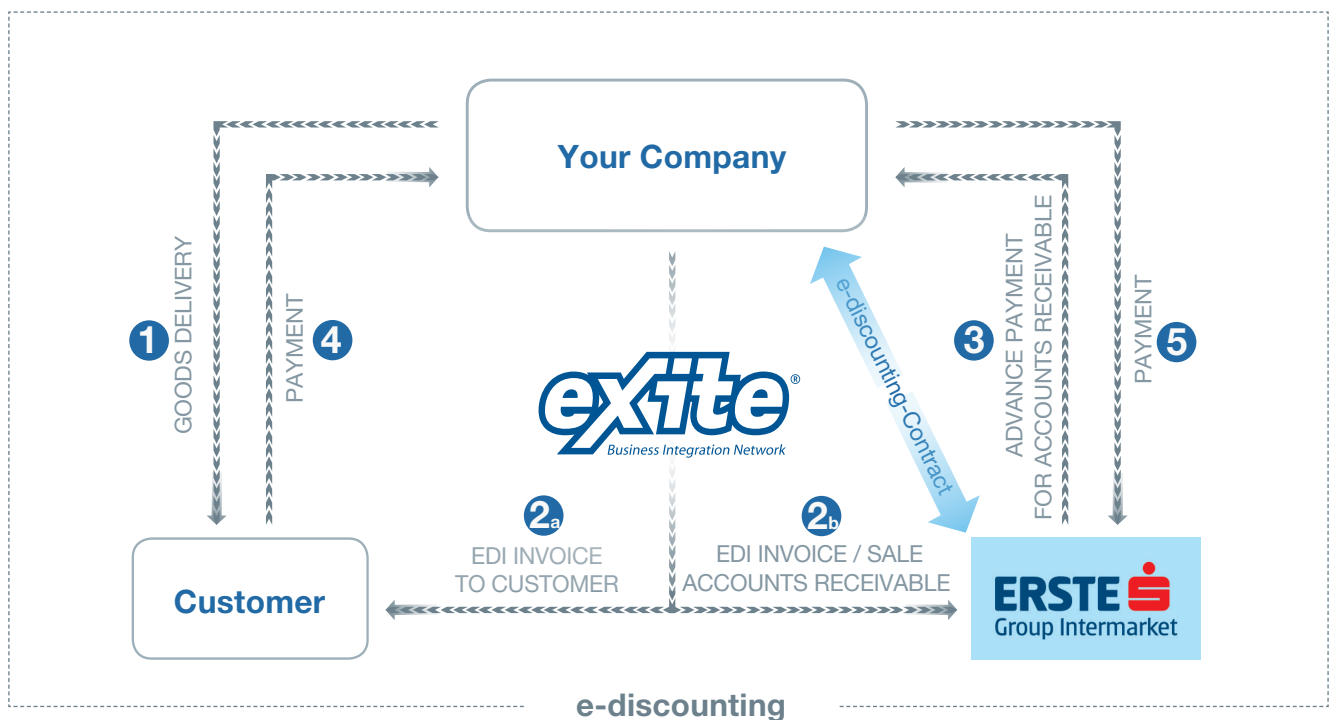 Your Company
1
GOODS DELIVERY
PAYMENT
4
e-discounting-Contract
3
ADVANCE PAYMENT
FOR ACCOUNTS RECEIVABLE
PAYMENT
5
eXite®
Business Integration Network
2a
EDI INVOICE
TO CUSTOMER
2b
EDI INVOICE / SALE
ACCOUNTS RECEIVABLE
Customer
ERSTE
Group Intermarket
e-discounting